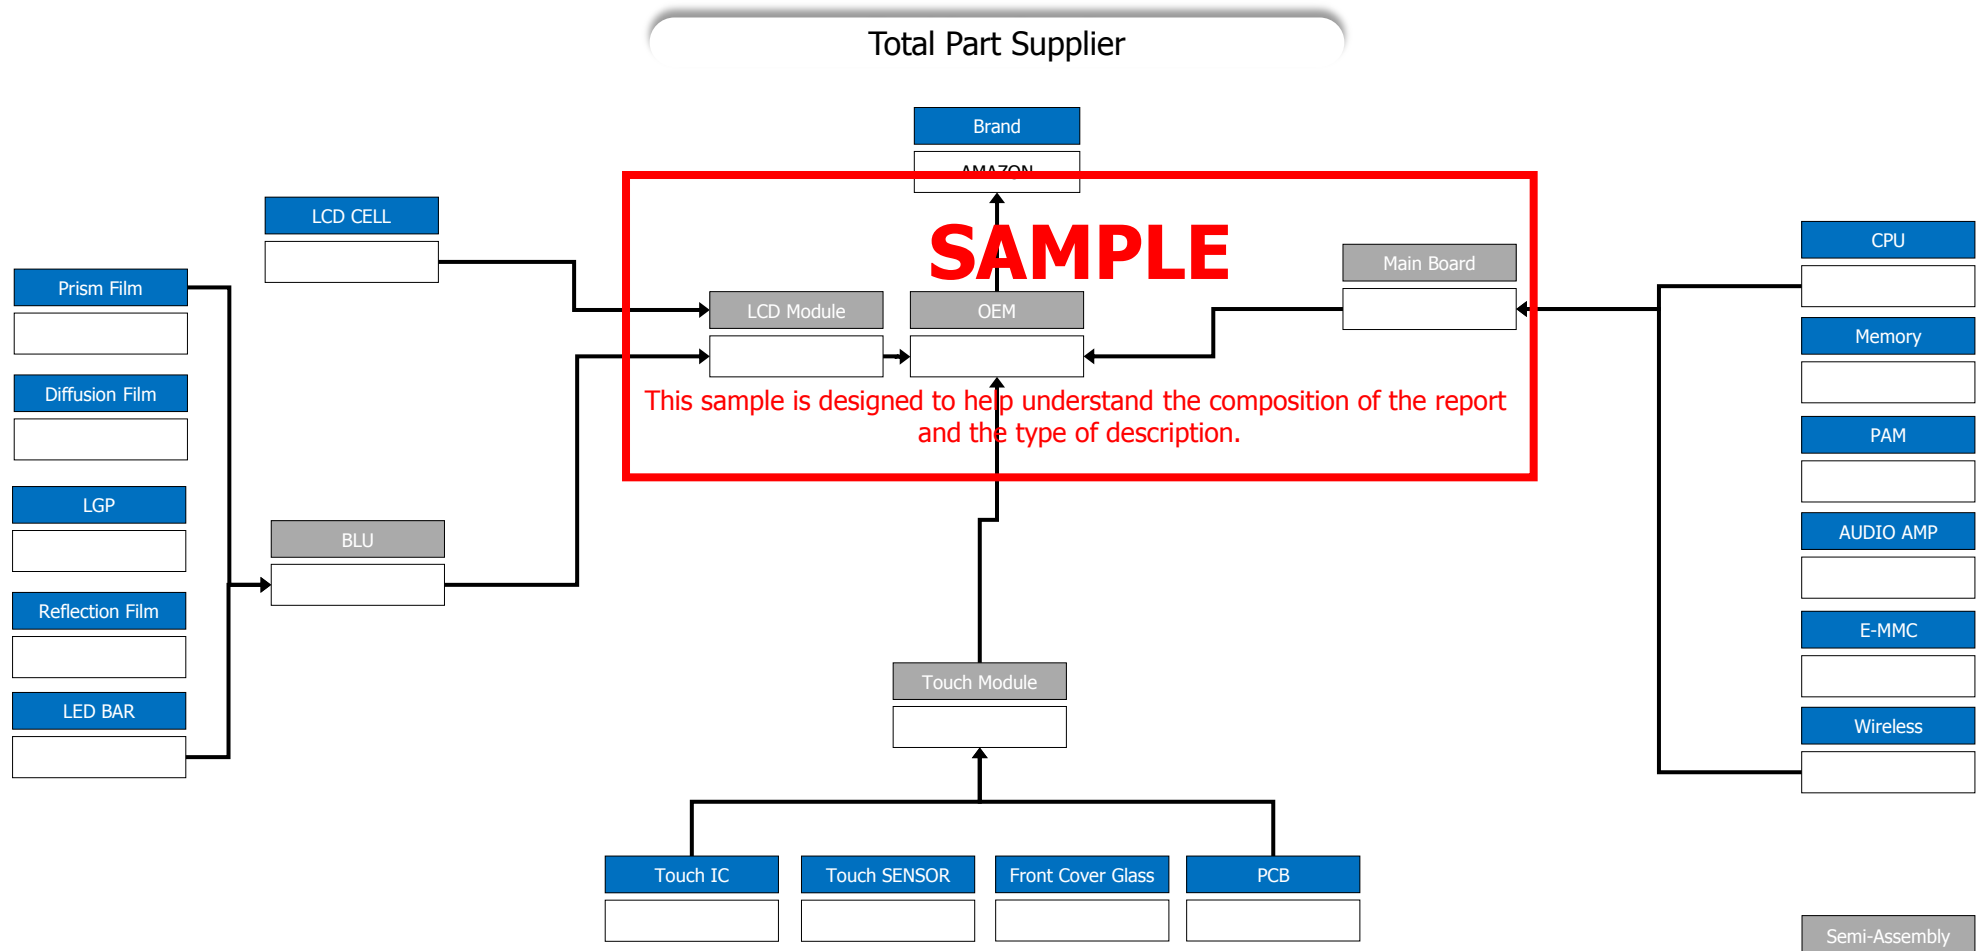 Total Part Supplier
Brand
AMAZON
LCD CELL
SAMPLE
CPU
Main Board
Prism Film
LCD Module
OEM
Memory
Diffusion Film
This sample is designed to help understand the composition of the report
and the type of description.
PAM
LGP
BLU
AUDIO AMP
Reflection Film
E-MMC
Touch Module
LED BAR
Wireless
Touch IC
Touch SENSOR
Front Cover Glass
PCB
Semi-Assembly